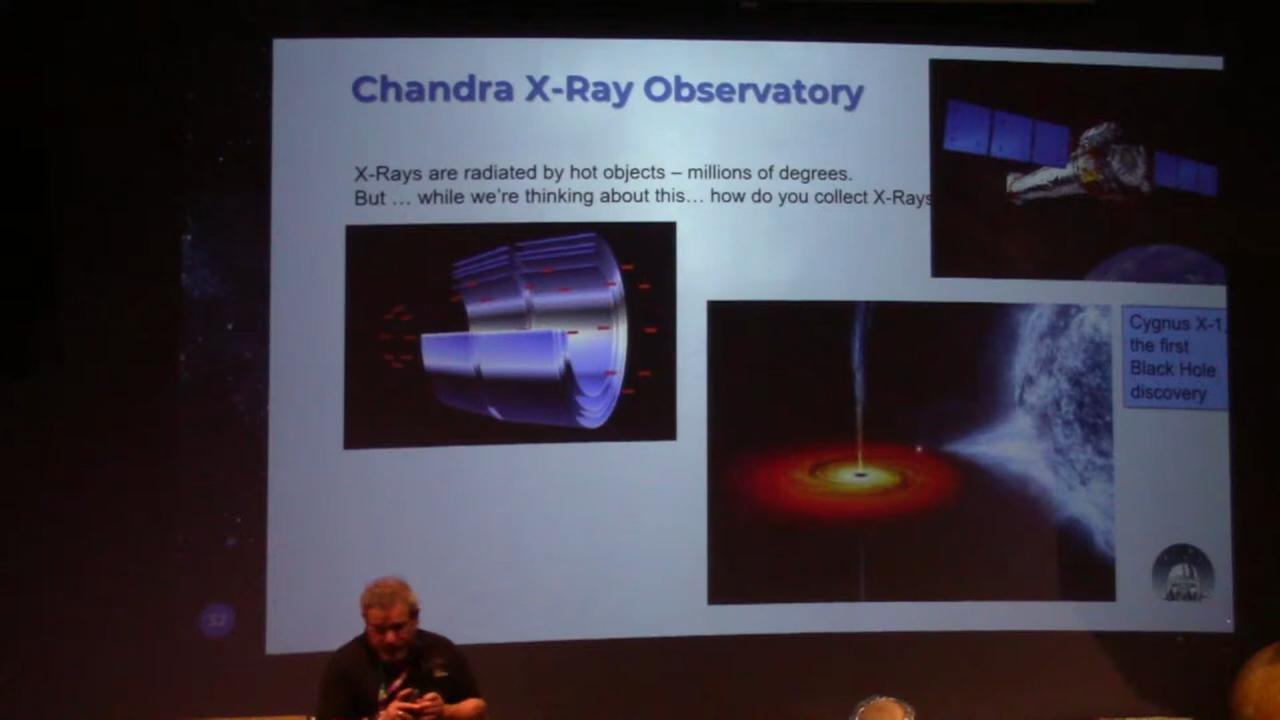 Chandra X-Ray Observatory
X-Rays are radiated by hot objects – millions of degrees.
But … while we're thinking about this… how do you collect X-Rays
Cygnus X-1,
the first
Black Hole
discovery
32